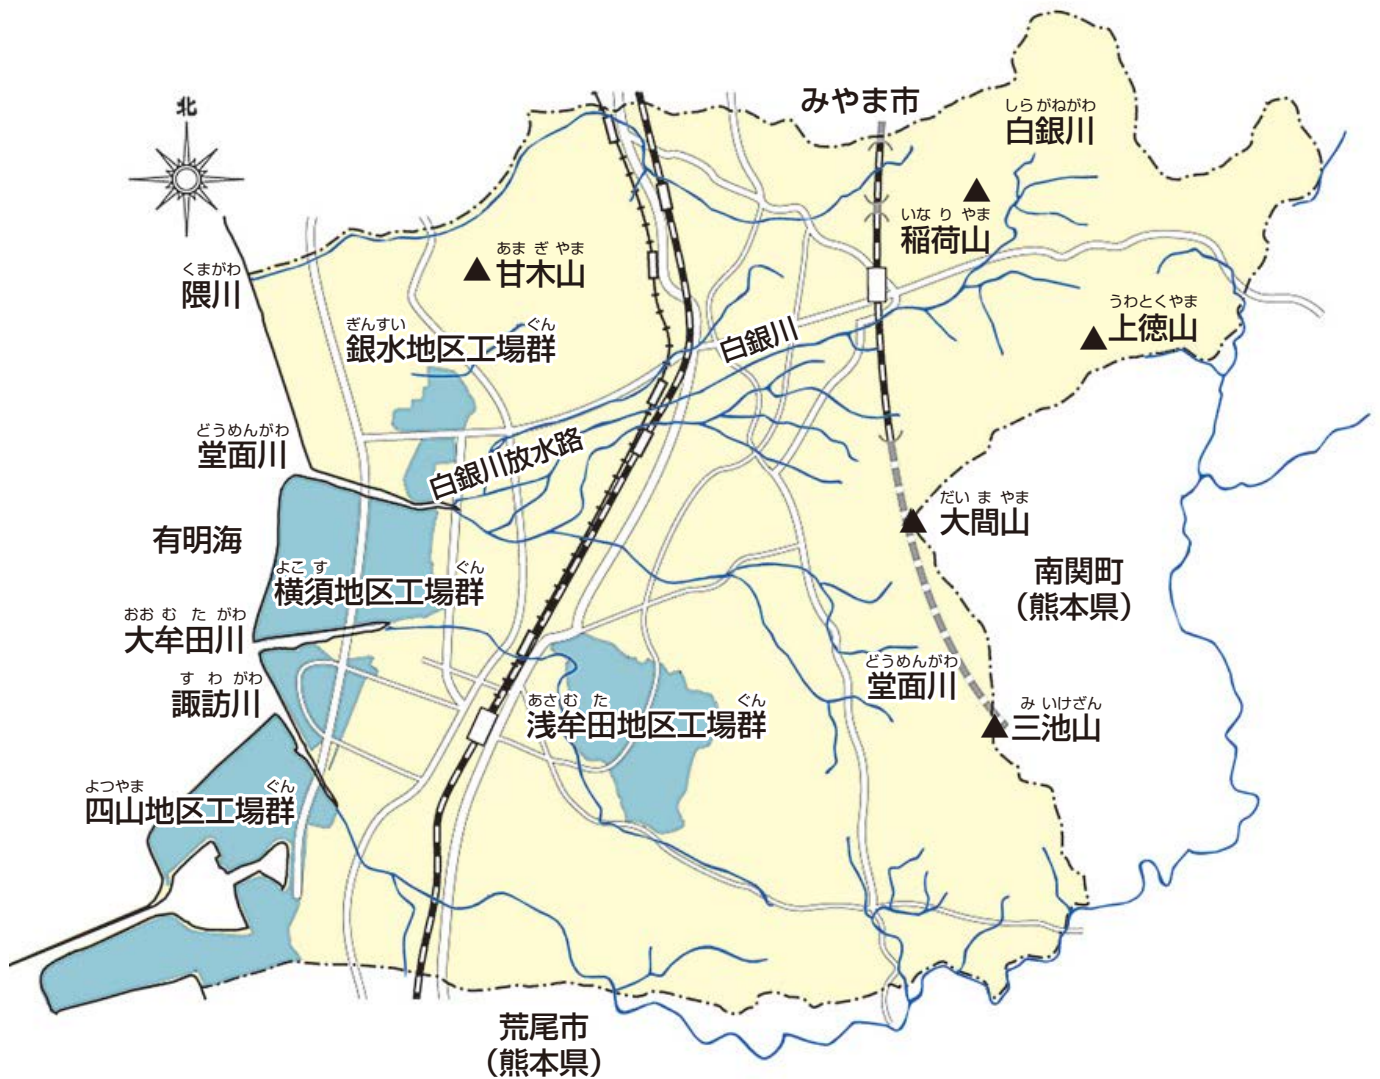 北
みやま市
しらがねがわ
白銀川
いなりやま
稲荷山
あまぎやま
甘木山
くまがわ
隈川
うわとくやま
上徳山
ぎんすい ぐん
銀水地区工場群
白銀川
どうめんがわ
堂面川
白銀川放水路
だいまやま
大間山
有明海
よこす ぐん
横須地区工場群
南関町
（熊本県）
おおむたがわ
大牟田川
すわがわ
諏訪川
どうめんがわ
堂面川
あさむた ぐん
浅牟田地区工場群
みいけざん
三池山
よつやま ぐん
四山地区工場群
荒尾市
（熊本県）